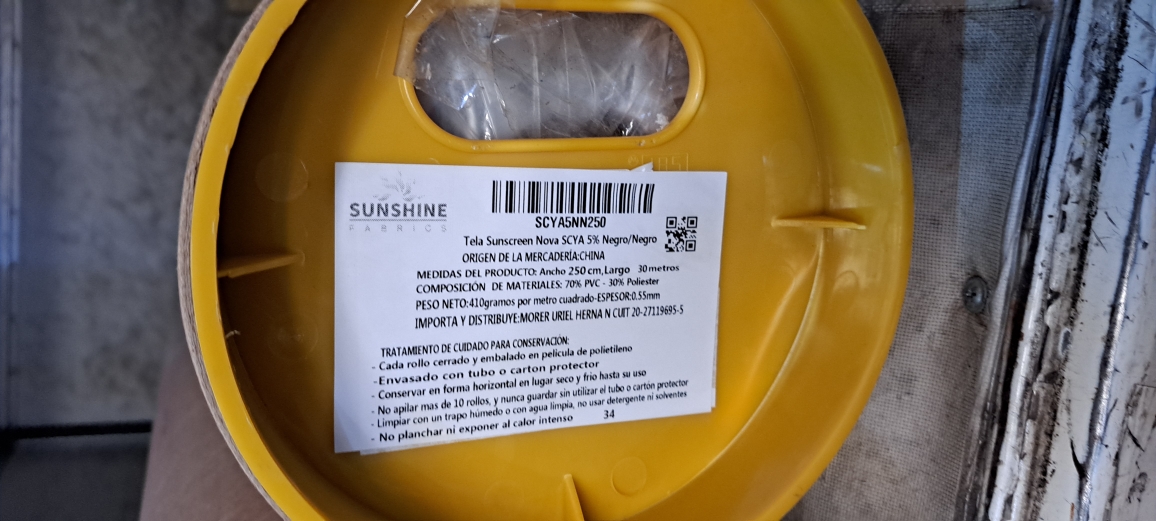 SUNSHINE
FABRICS
SCYA5NN250
Tela Sunscreen Nova SCYA 5% Negro/Negro
ORIGEN DE LA MERCADERÍA:CHINA
MEDIDAS DEL PRODUCTO: Ancho 250 cm,Largo 30 metros
COMPOSICIÓN DE MATERIALES: 70% PVC - 30% Poliester
PESO NETO:410gramos por metro cuadrado-ESPESOR:0.55mm
IMPORTA Y DISTRIBUYE:MORER URIEL HERNA N CUIT 20-27119695-5
TRATAMIENTO DE CUIDADO PARA CONSERVACIÓN:
- Cada rollo cerrado y embalado en película de polietileno
-Envasado con tubo o carton protector
- Conservar en forma horizontal en lugar seco y frio hasta su uso
- No apilar mas de 10 rollos, y nunca guardar sin utilizar el tubo o cartón protector
- Limpiar con un trapo húmedo o con agua limpia, no usar detergente ni solventes
- No planchar ni exponer al calor intenso
34